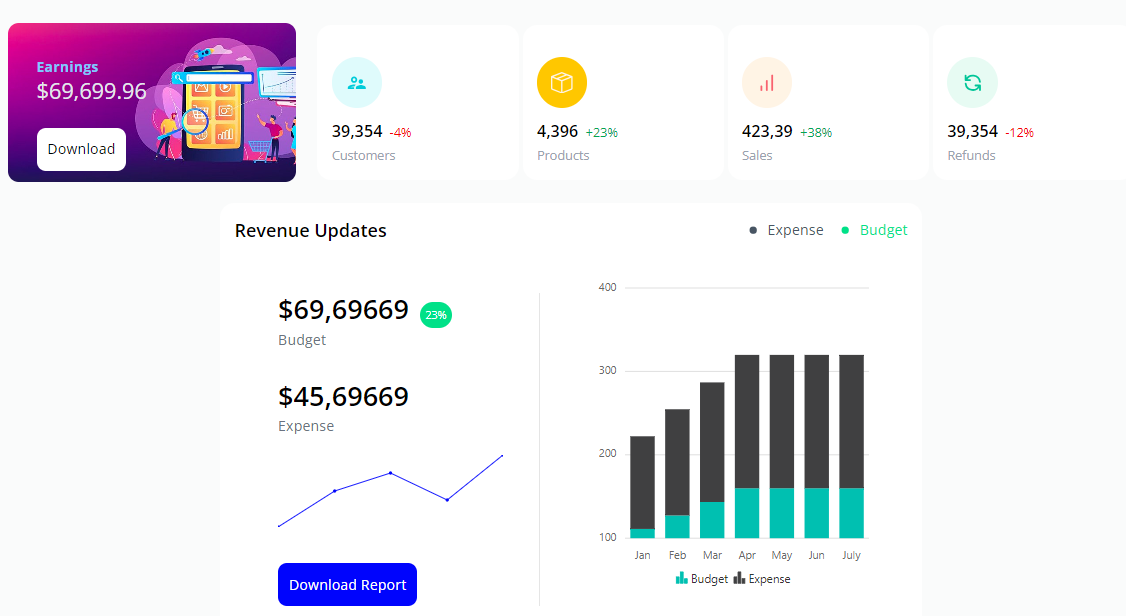 Earnings
$69,699.96
Download
39,354 -4%
Customers
4,396 +23%
Products
423,39 +38%
Sales
39,354 -12%
Refunds
Revenue Updates
Expense Budget
$69,69669 23%
Budget
$45,69669
Expense
Download Report
400
300
200
100
Jan Feb Mar Apr May Jun July
Budget Expense